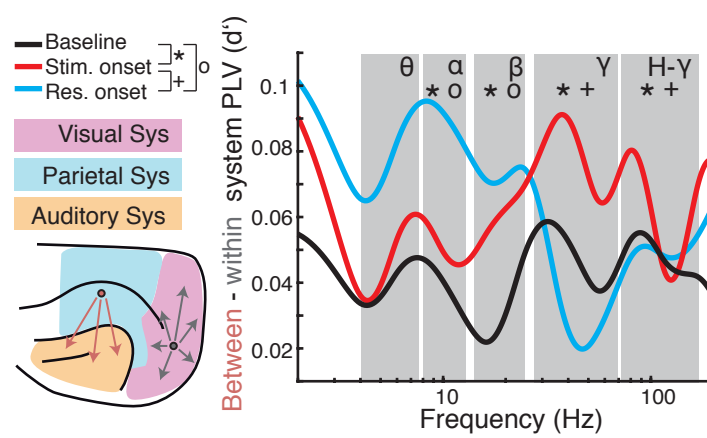 Baseline
Stim. onset
Res. onset
* o
+
Visual Sys
Parietal Sys
Auditory Sys
Between - within system PLV (d')
0.1
0.08
0.06
0.04
0.02
θ α β γ H-γ
* o * o * + * +
10 100
Frequency (Hz)